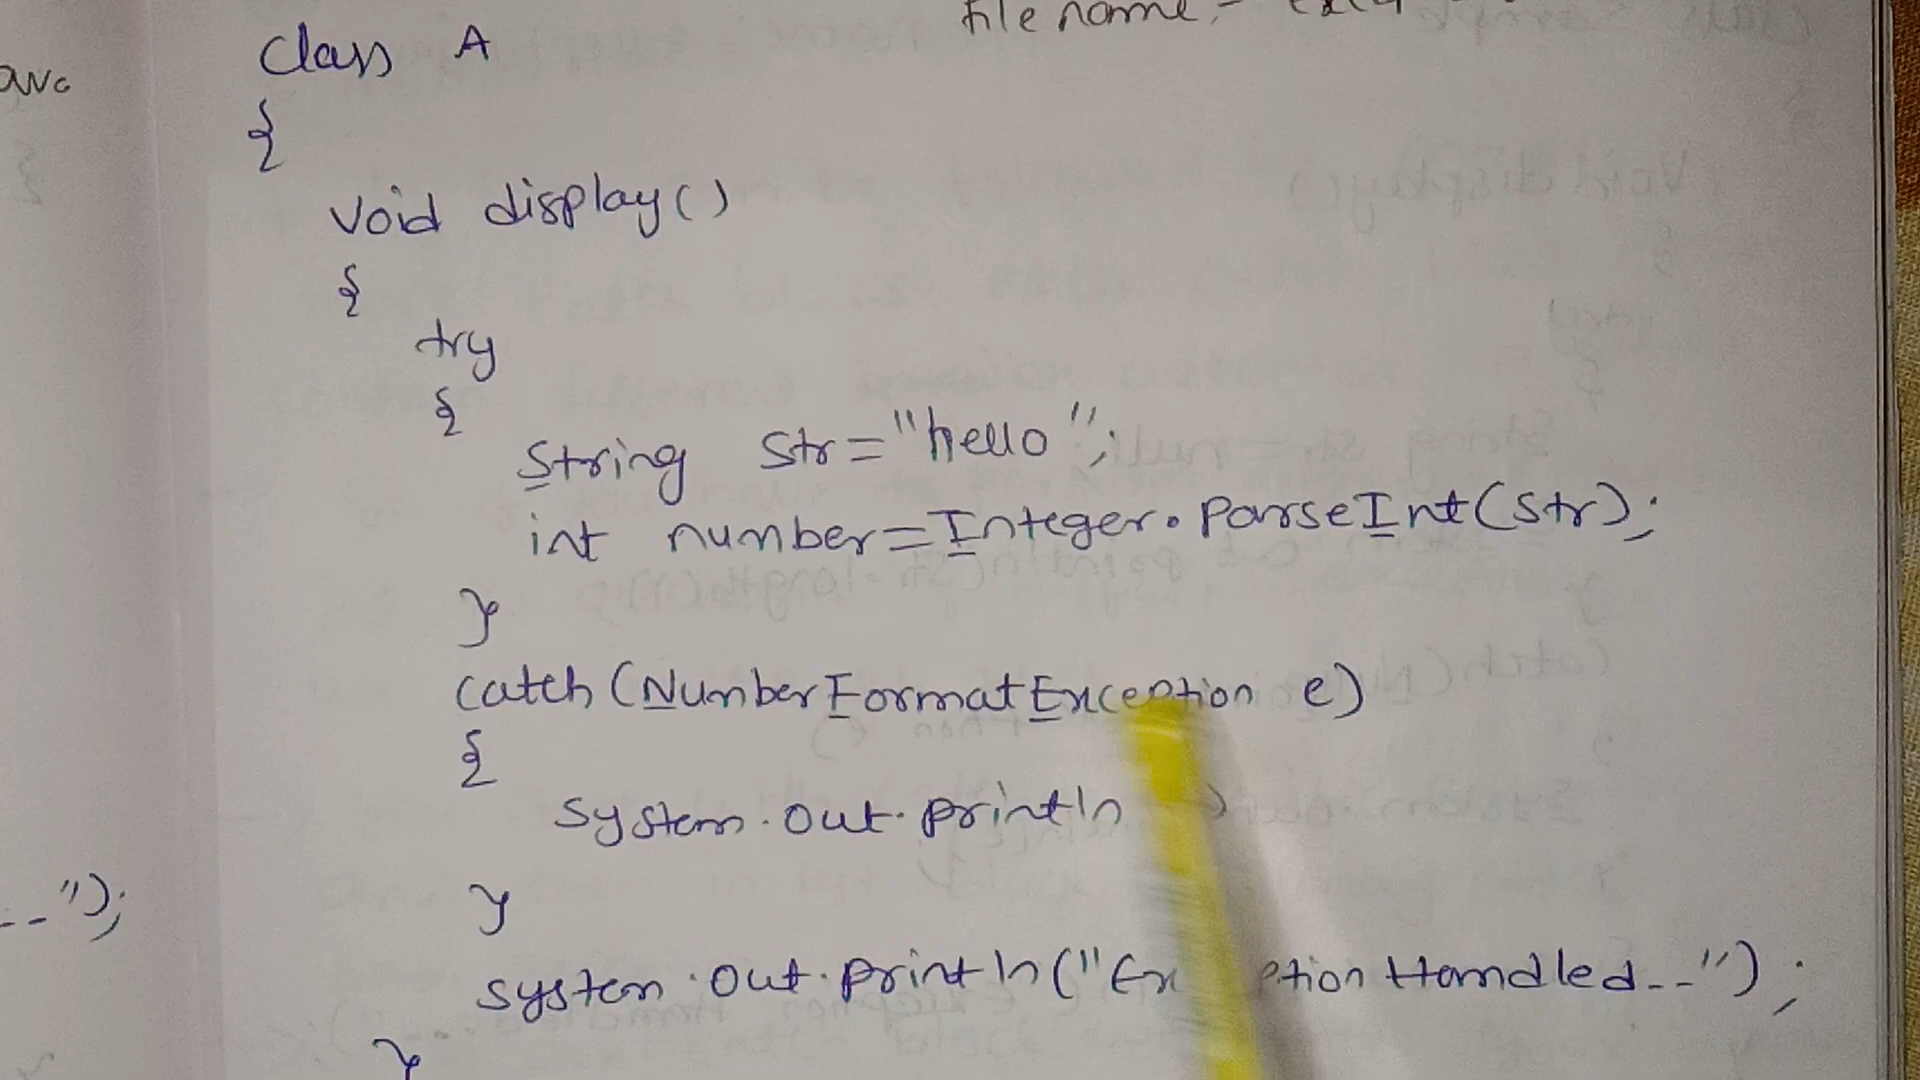 file name -
class A
{
void display()
{
try
{
String str="hello";
int number=Integer.parseInt(str);
}
catch(NumberFormatException e)
{
System.out.println
}
System.out.println("Ex ption Handled--");
}
--");